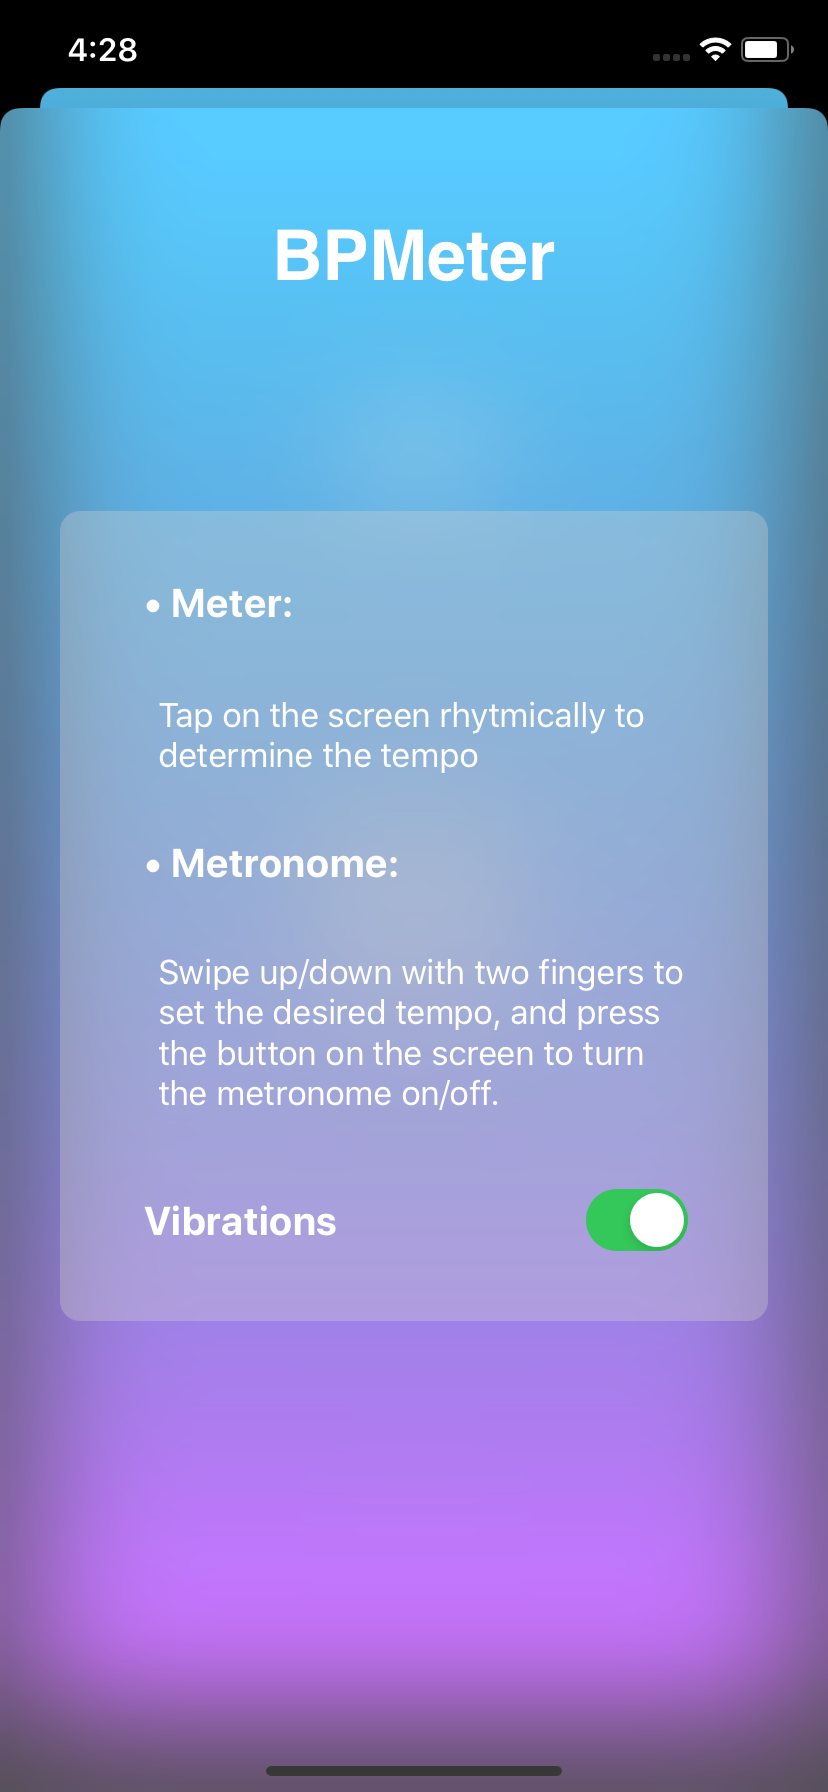 4:28
BPMeter
• Meter:
Tap on the screen rhytmically to
determine the tempo
• Metronome:
Swipe up/down with two fingers to
set the desired tempo, and press
the button on the screen to turn
the metronome on/off.
Vibrations